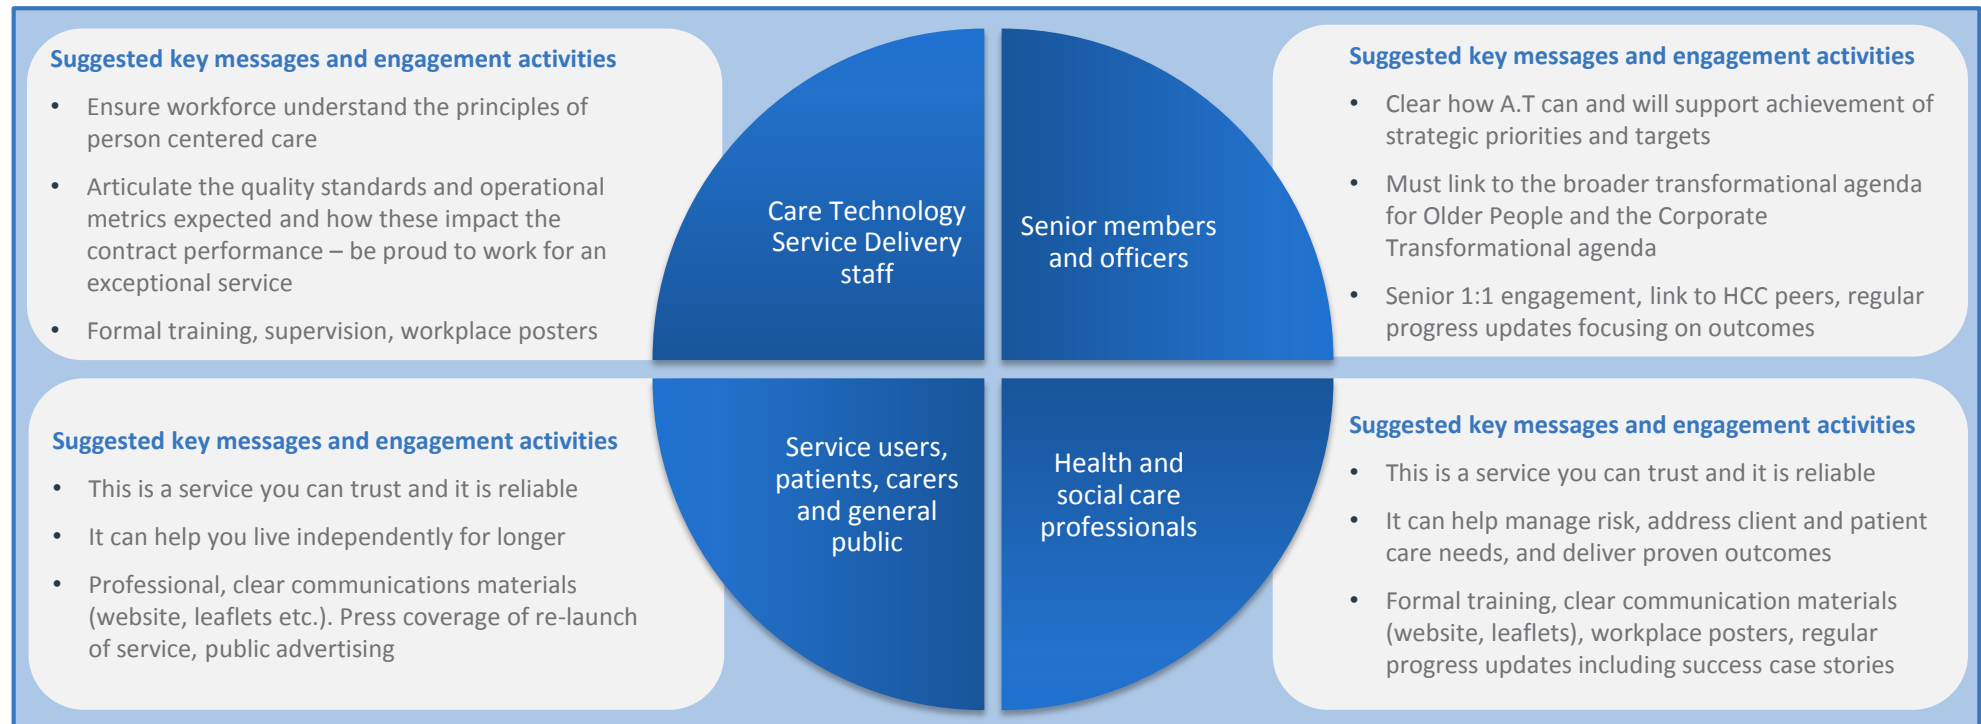 Suggested key messages and engagement activities
• Ensure workforce understand the principles of
person centered care
• Articulate the quality standards and operational
metrics expected and how these impact the
contract performance – be proud to work for an
exceptional service
• Formal training, supervision, workplace posters
Care Technology
Service Delivery
staff
Senior members
and officers
Suggested key messages and engagement activities
• Clear how A.T can and will support achievement of
strategic priorities and targets
• Must link to the broader transformational agenda
for Older People and the Corporate
Transformational agenda
• Senior 1:1 engagement, link to HCC peers, regular
progress updates focusing on outcomes
Suggested key messages and engagement activities
• This is a service you can trust and it is reliable
• It can help you live independently for longer
• Professional, clear communications materials
(website, leaflets etc.). Press coverage of re-launch
of service, public advertising
Service users,
patients, carers
and general
public
Health and
social care
professionals
Suggested key messages and engagement activities
• This is a service you can trust and it is reliable
• It can help manage risk, address client and patient
care needs, and deliver proven outcomes
• Formal training, clear communication materials
(website, leaflets), workplace posters, regular
progress updates including success case stories